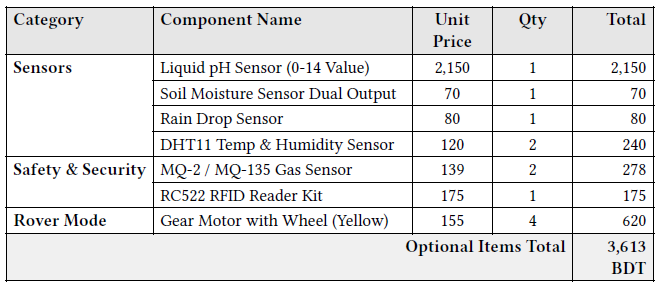 Category Component Name Unit Price Qty Total
Sensors Liquid pH Sensor (0-14 Value) 2,150 1 2,150
Soil Moisture Sensor Dual Output 70 1 70
Rain Drop Sensor 80 1 80
DHT11 Temp & Humidity Sensor 120 2 240
Safety & Security MQ-2 / MQ-135 Gas Sensor 139 2 278
RC522 RFID Reader Kit 175 1 175
Rover Mode Gear Motor with Wheel (Yellow) 155 4 620
Optional Items Total 3,613
BDT